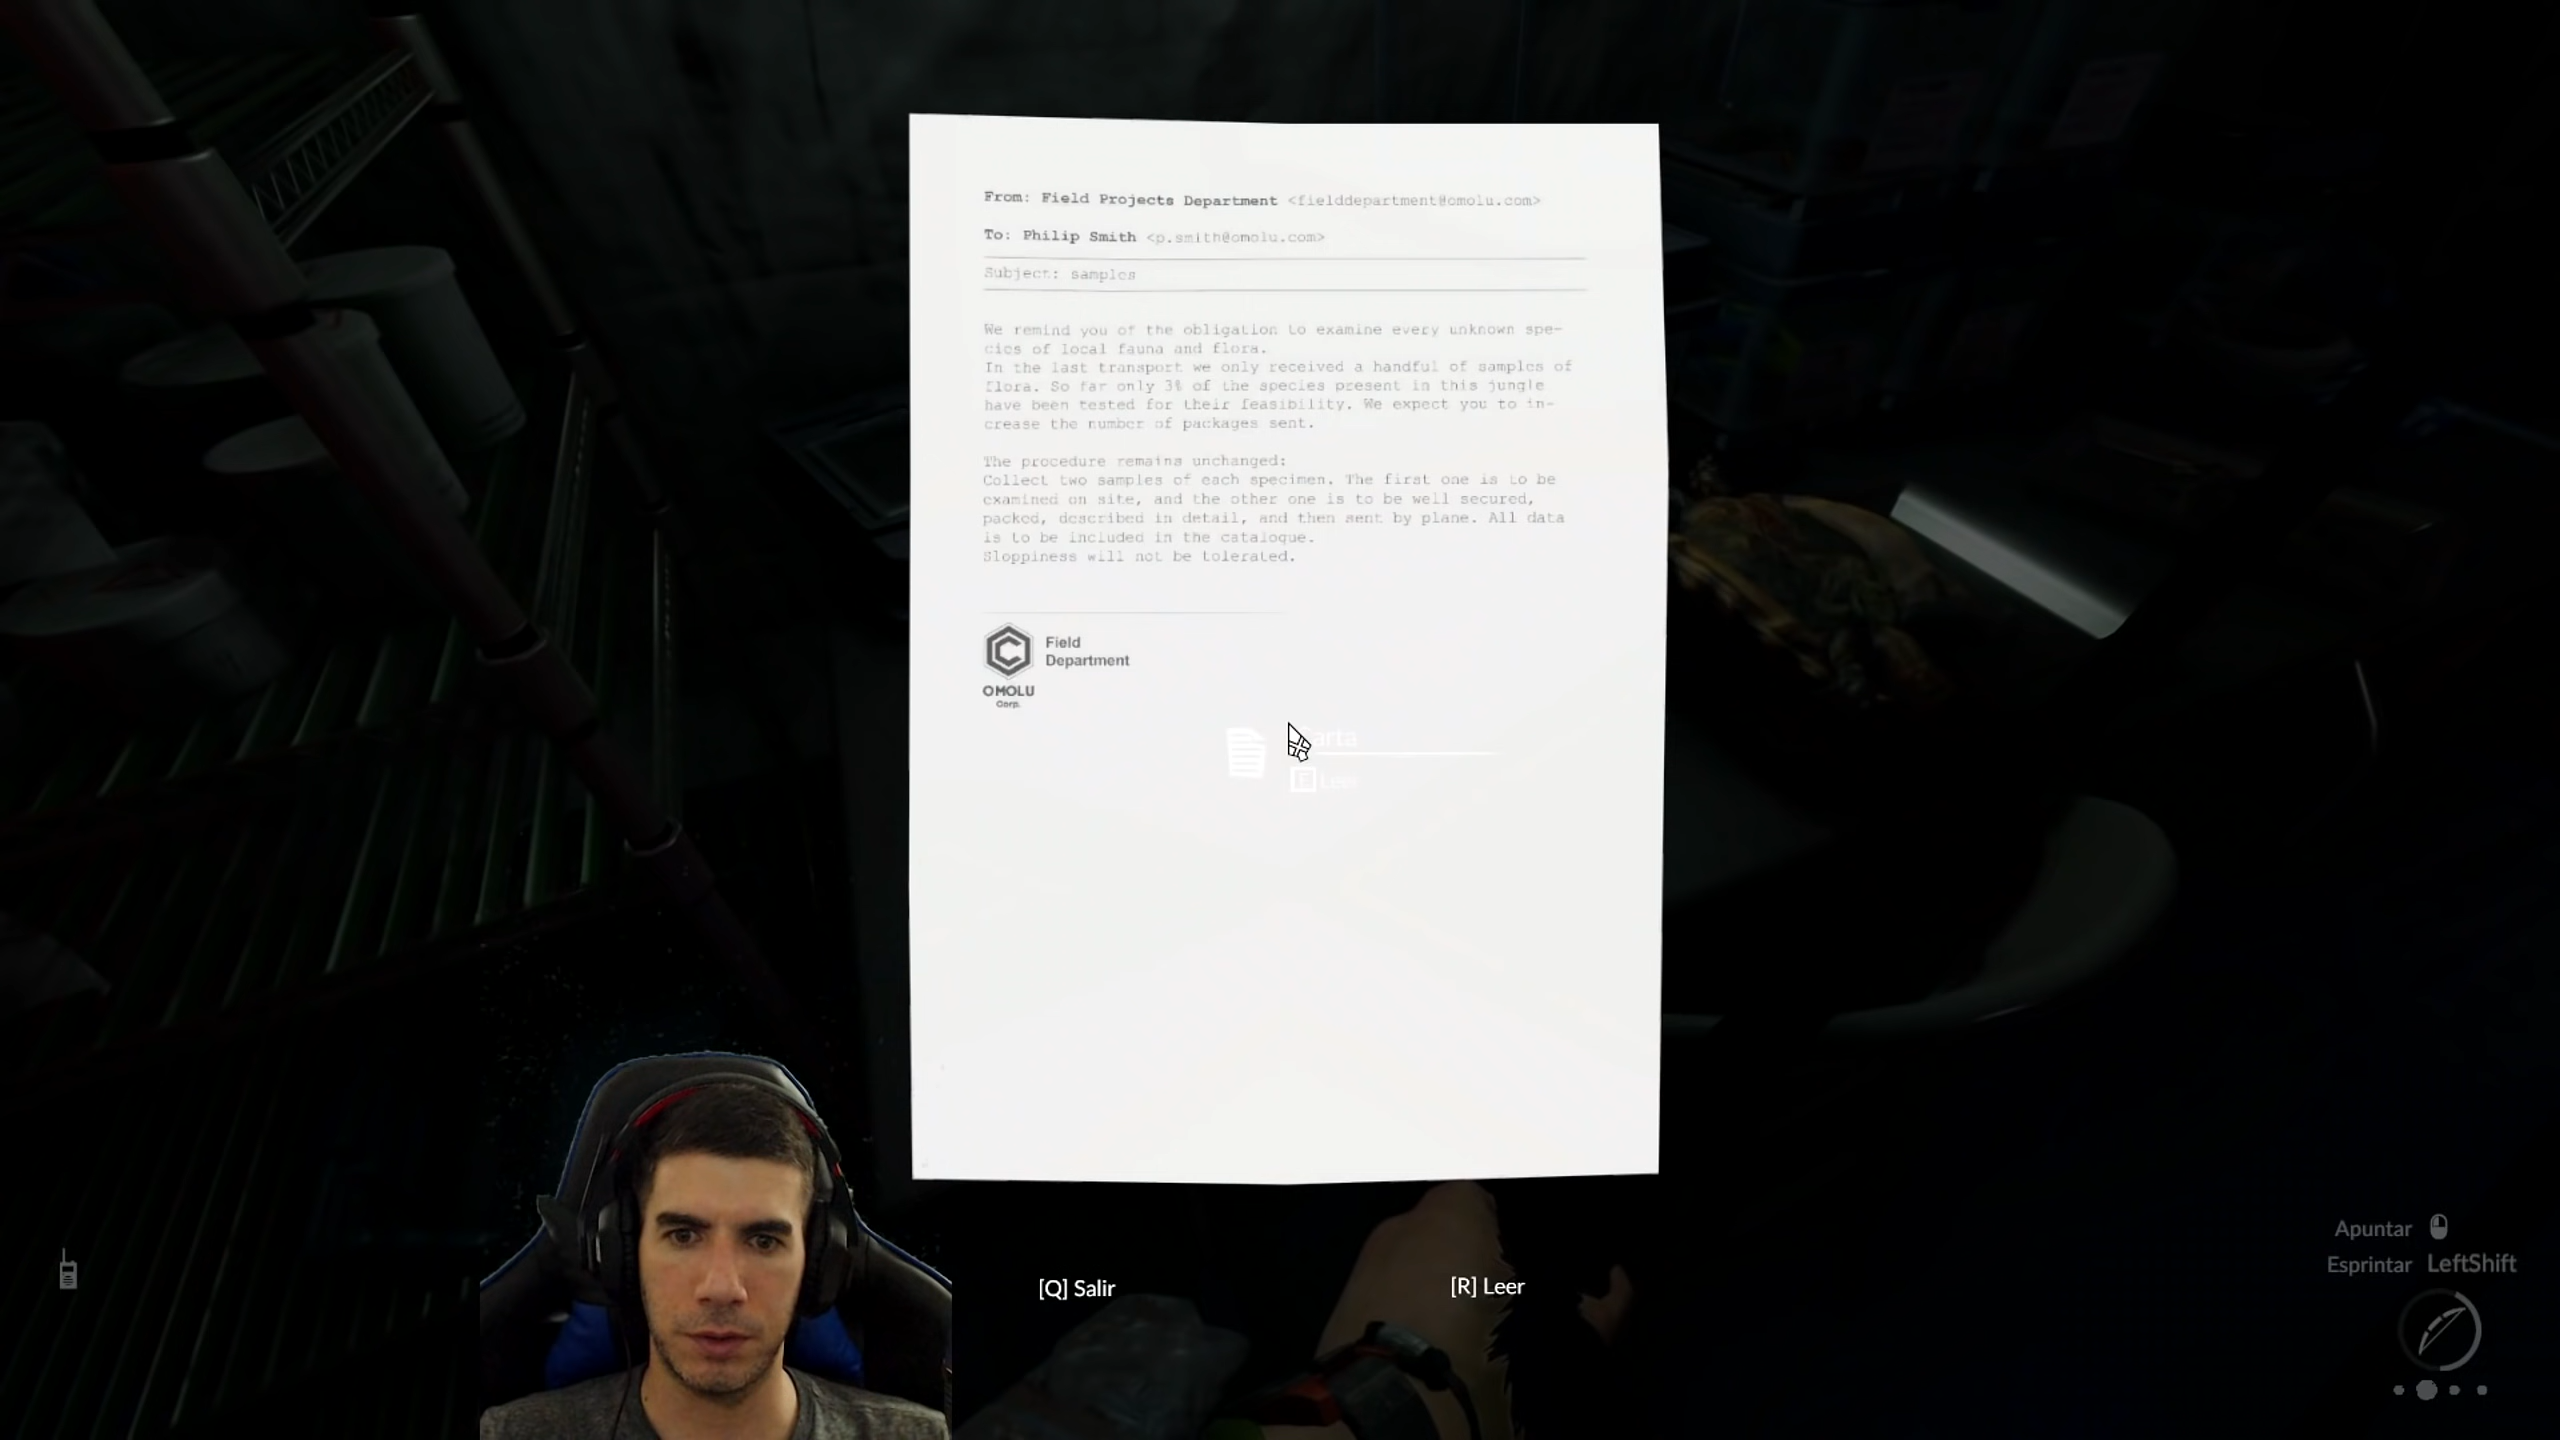 From: Field Projects Department <fielddepartment@omolu.com>
To: Philip Smith <p.smith@omolu.com>
Subject: samples
We remind you of the obligation to examine every unknown spe-
cies of local fauna and flora.
In the last transport we only received a handful of samples of
flora. So far only 3% of the species present in this jungle
have been tested for their feasibility. We expect you to in-
crease the number of packages sent.
The procedure remains unchanged:
Collect two samples of each specimen. The first one is to be
examined on site, and the other one is to be well secured,
packed, described in detail, and then sent by plane. All data
is to be included in the catalogue.
Sloppiness will not be tolerated.
Field
Department
OMOLU
Corp.
[Q] Salir
[R] Leer
Apuntar
Esprintar LeftShift